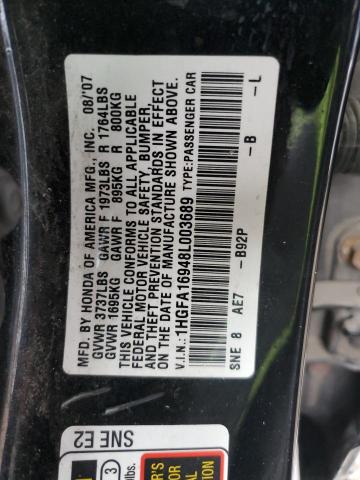 MFD. BY HONDA OF AMERICA MFG., INC. 08/'07
GVWR 3737LBS GAWR F 1973LBS R 1764LBS
GVWR 1695KG GAWR F 895KG R 800KG
THIS VEHICLE CONFORMS TO ALL APPLICABLE
FEDERAL MOTOR VEHICLE SAFETY, BUMPER,
AND THEFT PREVENTION STANDARDS IN EFFECT
ON THE DATE OF MANUFACTURE SHOWN ABOVE.
V.I.N.: 1HGFA16948L003689 TYPE:PASSENGER CAR
SNE 8 AE7 - B92P - B - L
SNE E2
3
lbs.